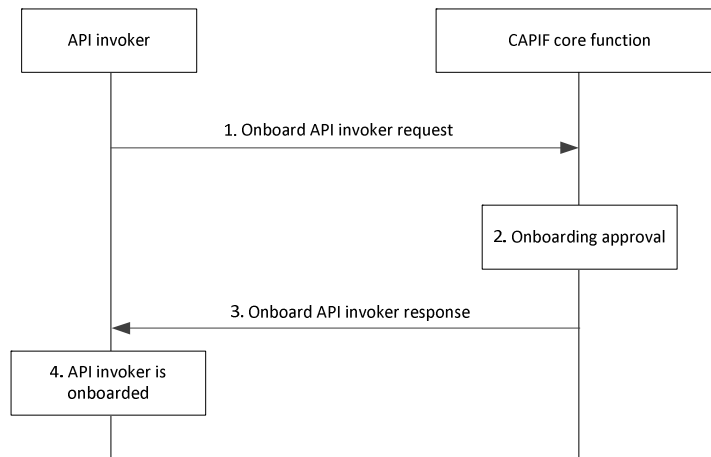 API invoker
CAPIF core function
1. Onboard API invoker request
2. Onboarding approval
3. Onboard API invoker response
4. API invoker is
onboarded